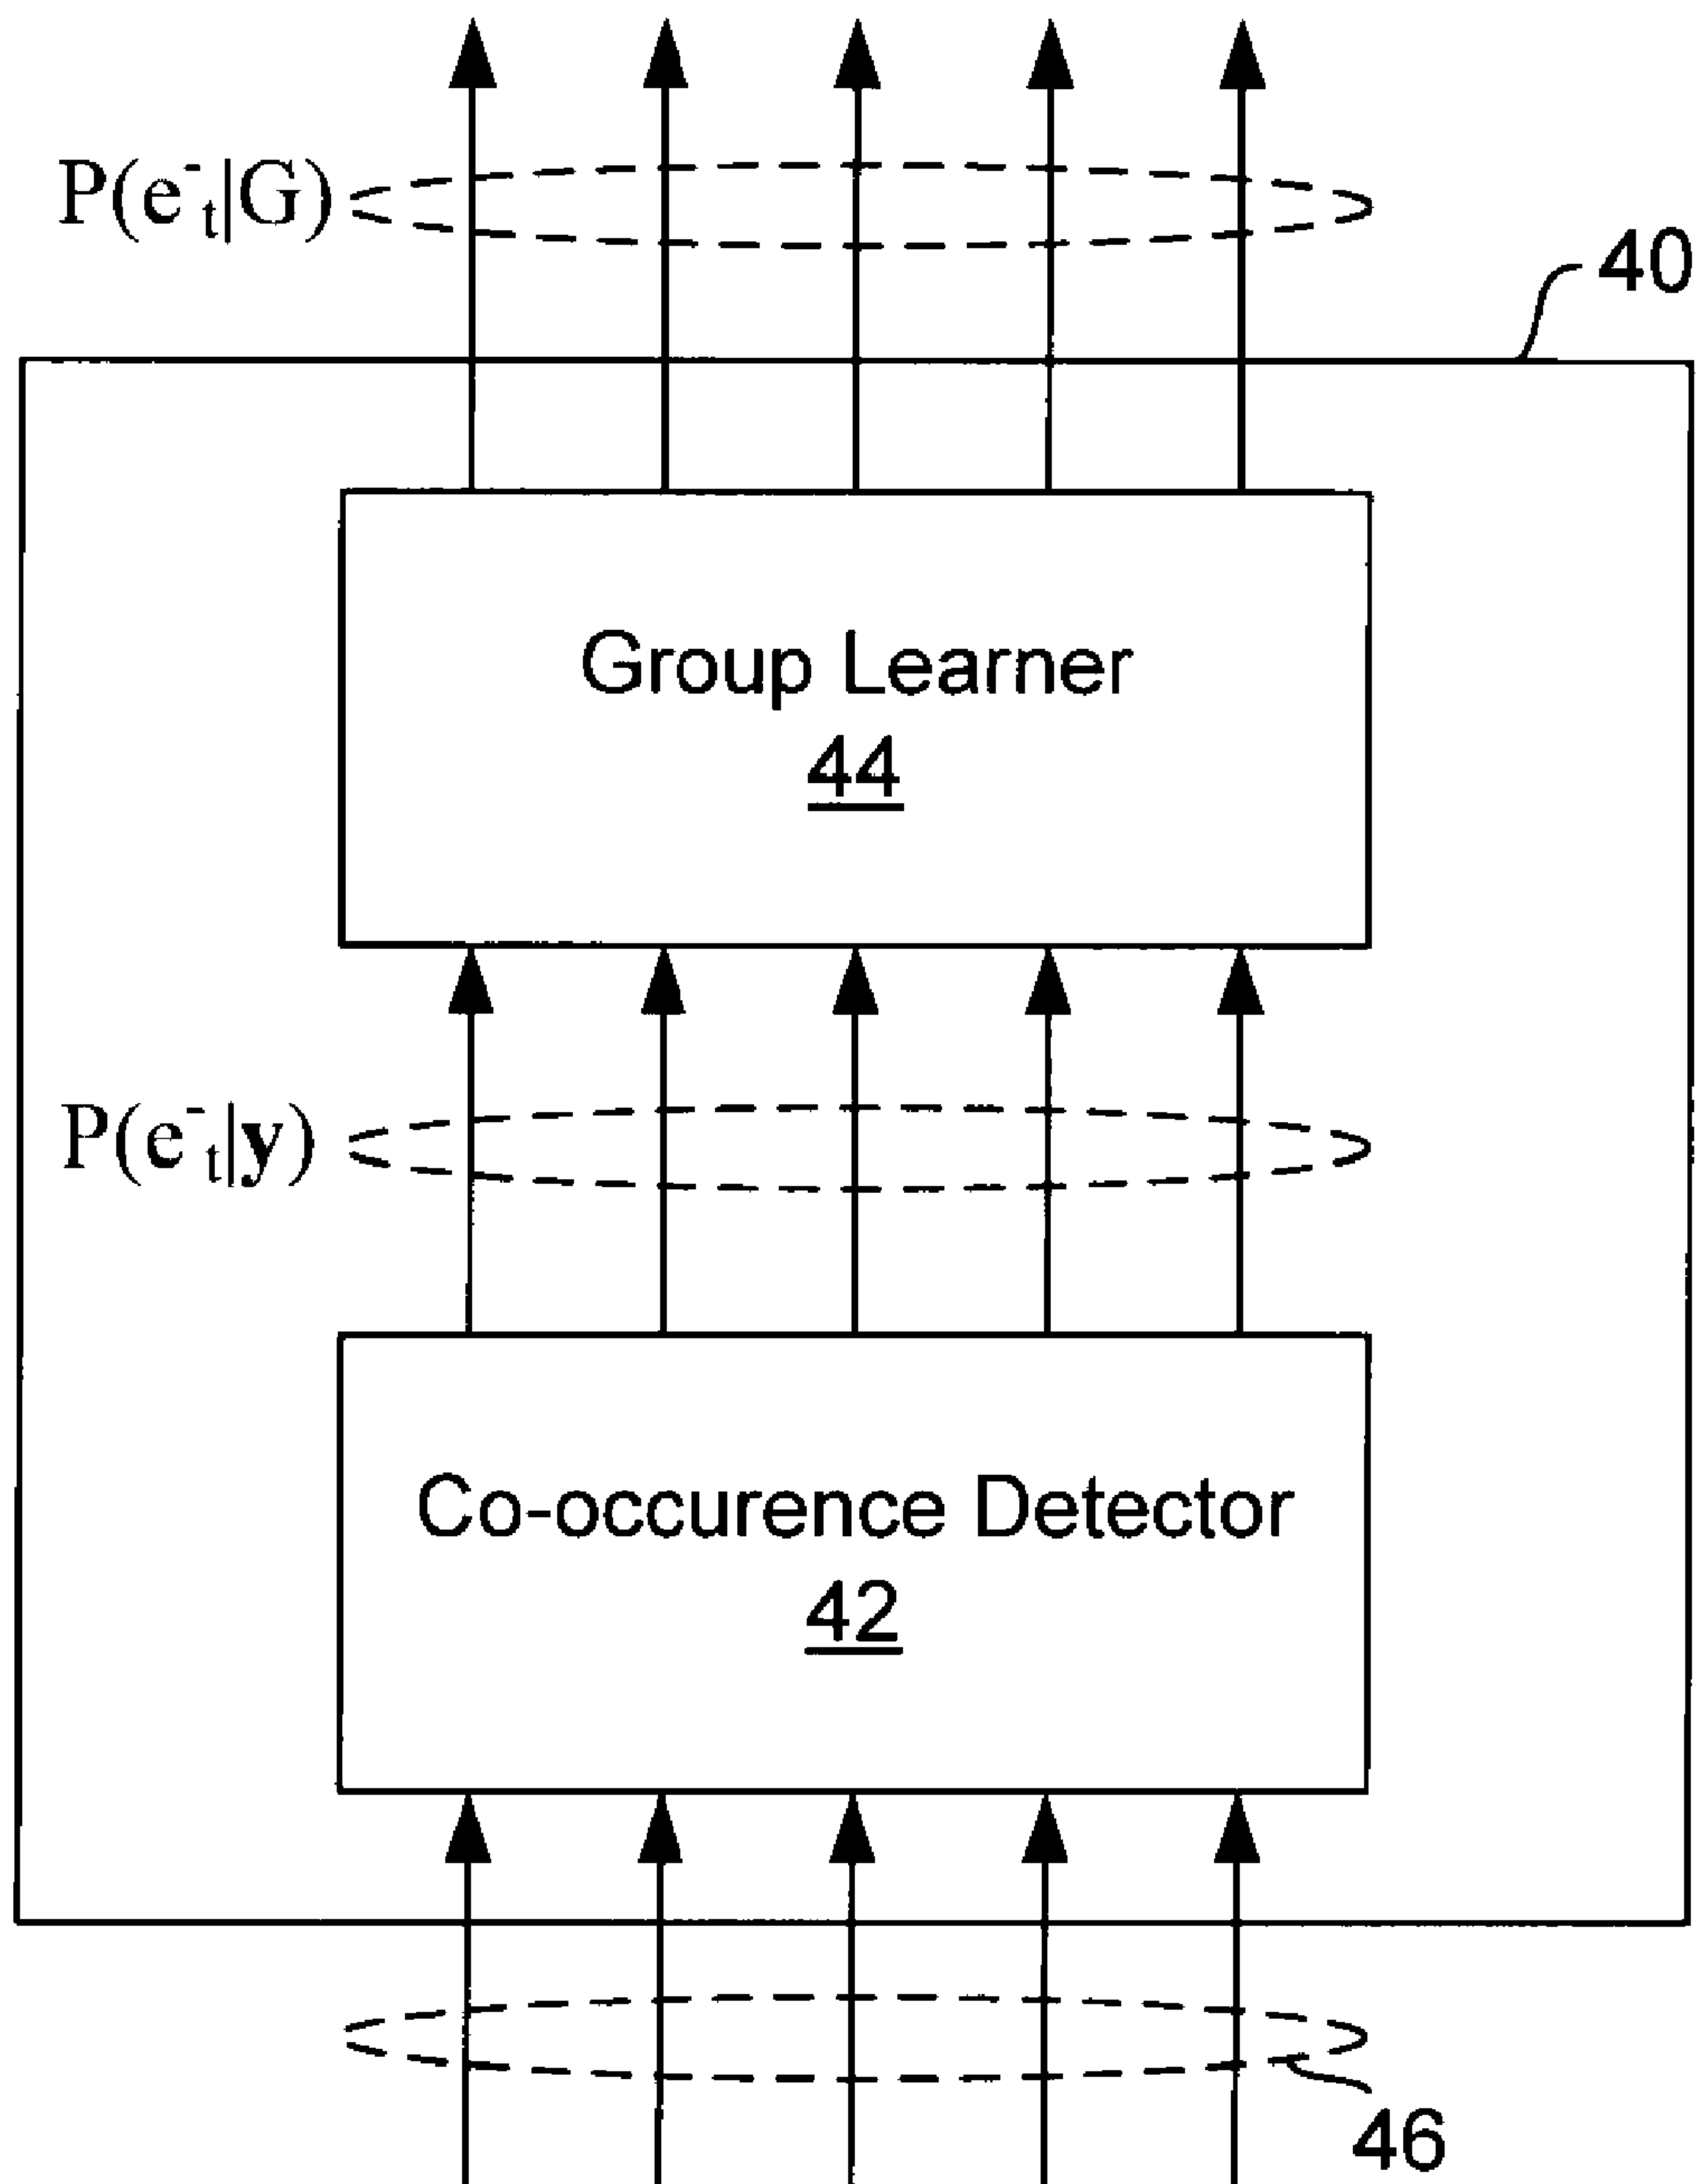 P(e⁻ₜ|G)
40
Group Learner
44
P(e⁻ₜ|y)
Co-occurence Detector
42
46